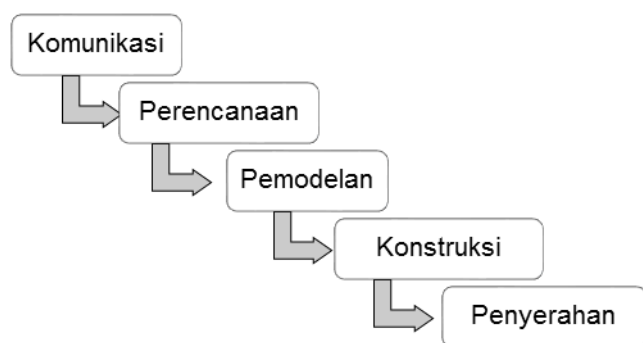 Komunikasi
Perencanaan
Pemodelan
Konstruksi
Penyerahan